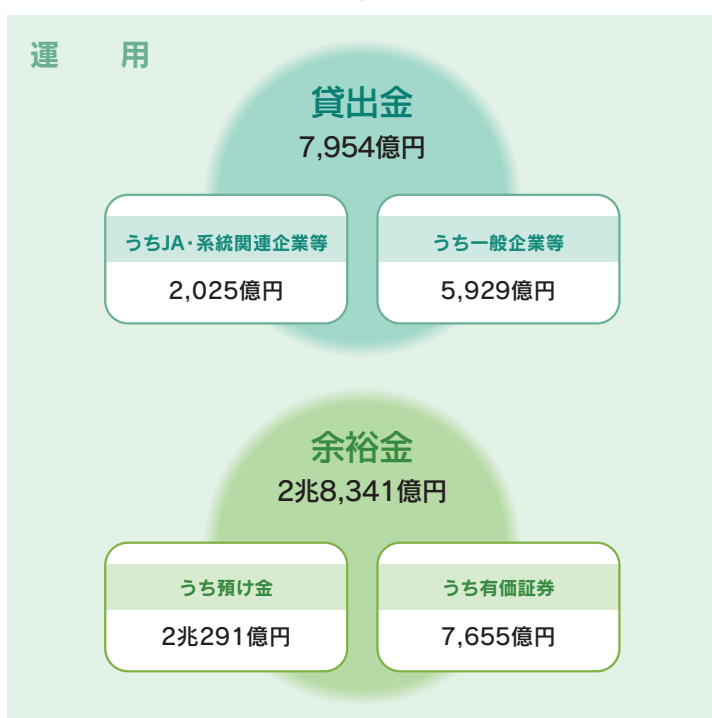 運　用
貸出金
7,954億円
うちJA・系統関連企業等
2,025億円
うち一般企業等
5,929億円
余裕金
2兆8,341億円
うち預け金
2兆291億円
うち有価証券
7,655億円